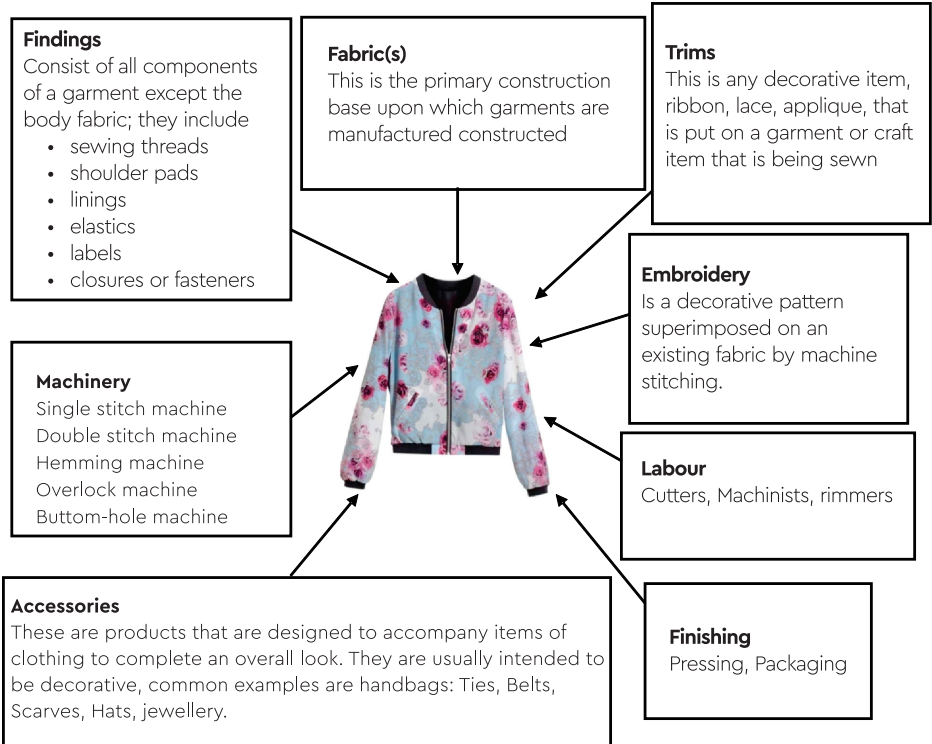 Findings
Consist of all components
of a garment except the
body fabric; they include
• sewing threads
• shoulder pads
• linings
• elastics
• labels
• closures or fasteners
Fabric(s)
This is the primary construction
base upon which garments are
manufactured constructed
Trims
This is any decorative item,
ribbon, lace, applique, that
is put on a garment or craft
item that is being sewn
Embroidery
Is a decorative pattern
superimposed on an
existing fabric by machine
stitching.
Machinery
Single stitch machine
Double stitch machine
Hemming machine
Overlock machine
Buttom-hole machine
Labour
Cutters, Machinists, rimmers
Accessories
These are products that are designed to accompany items of
clothing to complete an overall look. They are usually intended to
be decorative, common examples are handbags: Ties, Belts,
Scarves, Hats, jewellery.
Finishing
Pressing, Packaging